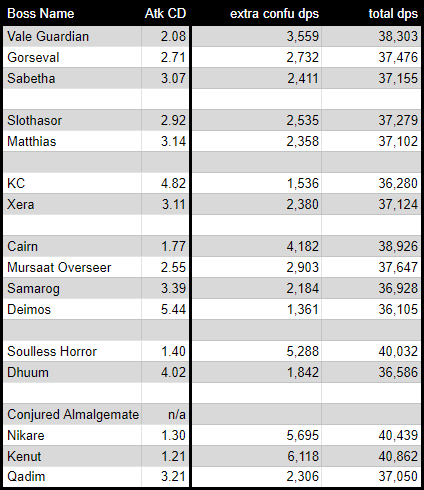 Boss Name Atk CD extra confu dps total dps
Vale Guardian 2.08 3,559 38,303
Gorseval 2.71 2,732 37,476
Sabetha 3.07 2,411 37,155
Slothasor 2.92 2,535 37,279
Matthias 3.14 2,358 37,102
KC 4.82 1,536 36,280
Xera 3.11 2,380 37,124
Cairn 1.77 4,182 38,926
Mursaat Overseer 2.55 2,903 37,647
Samarog 3.39 2,184 36,928
Deimos 5.44 1,361 36,105
Soulless Horror 1.40 5,288 40,032
Dhuum 4.02 1,842 36,586
Conjured Almalgemate n/a
Nikare 1.30 5,695 40,439
Kenut 1.21 6,118 40,862
Qadim 3.21 2,306 37,050